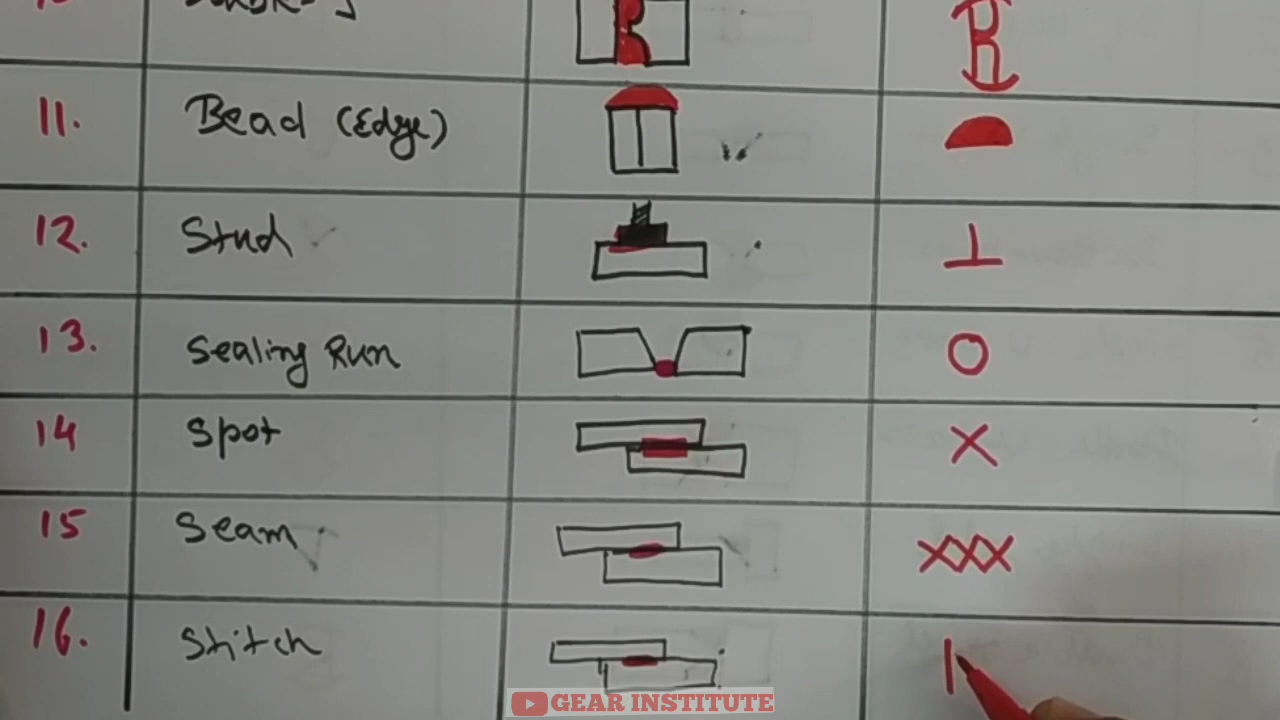 11. Bead (Edge)
12. Stud
13. Sealing Run
14 Spot
15 Seam
16. Stitch
GEAR INSTITUTE